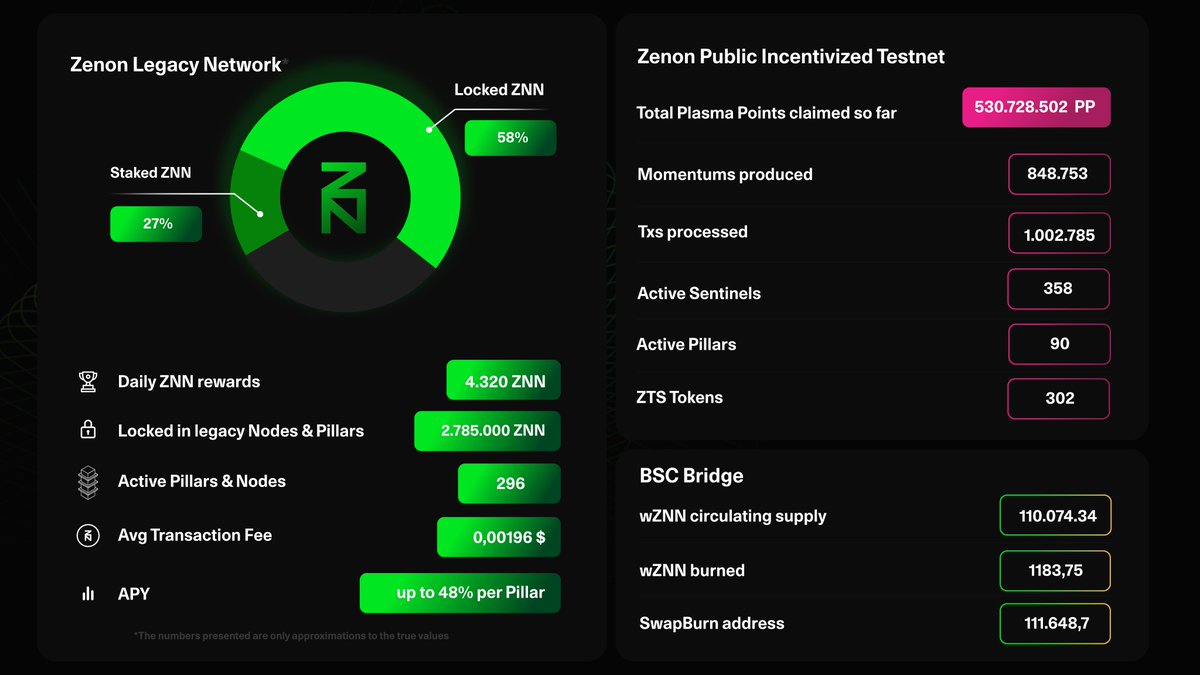 Zenon Legacy Network*
Locked ZNN
58%
Staked ZNN
27%
Daily ZNN rewards
4.320 ZNN
Locked in legacy Nodes & Pillars
2.785.000 ZNN
Active Pillars & Nodes
296
Avg Transaction Fee
0,00196 $
APY
up to 48% per Pillar
*The numbers presented are only approximations to the true values
Zenon Public Incentivized Testnet
Total Plasma Points claimed so far
530.728.502 PP
Momentums produced
848.753
Txs processed
1.002.785
Active Sentinels
358
Active Pillars
90
ZTS Tokens
302
BSC Bridge
wZNN circulating supply
110.074.34
wZNN burned
1183,75
SwapBurn address
111.648,7